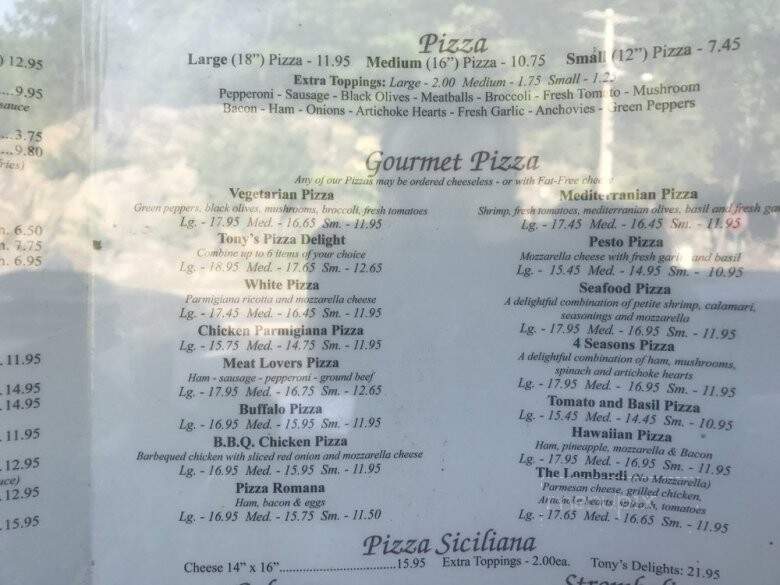 ) 12.95
...9.95
sauce
...3.75
...9.80
fries)
6.50
7.75
6.95
11.95
14.95
14.95
11.95
12.95
12.95
15.95
Pizza
Large (18") Pizza - 11.95 Medium (16") Pizza - 10.75 Small (12") Pizza - 7.45
Extra Toppings: Large - 2.00 Medium - 1.75 Small -
Pepperoni - Sausage - Black Olives - Meatballs - Broccoli - Fresh Tomato - Mushroom
Bacon - Ham - Onions - Artichoke Hearts - Fresh Garlic - Anchovies - Green Peppers
Gourmet Pizza
Any of our Pizzas may be ordered cheeseless - or with Fat-Free
Vegetarian Pizza
Green peppers, black olives, mushrooms, broccoli, fresh tomatoes
Lg. - 17.95 Med. - 16.65 Sm. - 11.95
Tony's Pizza Delight
Combine up to 6 items of your choice
Lg. - 18.95 Med. - 17.65 Sm. - 12.65
White Pizza
Parmigiana ricotta and mozzarella cheese
Lg. - 17.45 Med. - 16.45 Sm. - 11.95
Chicken Parmigiana Pizza
Lg. - 15.75 Med. - 14.75 Sm. - 11.95
Meat Lovers Pizza
Ham - sausage - pepperoni - ground beef
Lg. - 17.95 Med. - 16.75 Sm. - 12.65
Buffalo Pizza
Lg. - 16.95 Med. - 15.95 Sm. - 11.95
B.B.Q. Chicken Pizza
Barbequed chicken with sliced red onion and mozzarella cheese
Lg. - 16.95 Med. - 15.95 Sm. - 11.95
Pizza Romana
Ham, bacon & eggs
Lg. - 16.95 Med. - 15.75 Sm. - 11.50
Mediterranian Pizza
Shrimp, fresh tomatoes, mediterranian olives, basil and fresh
Lg. - 17.45 Med. - 16.45 Sm. - 11.95
Pesto Pizza
Mozzarella cheese with fresh garlic and basil
Lg. - 15.45 Med. - 14.95 Sm. - 10.95
Seafood Pizza
A delighful combination of petite shrimp, calamari,
seasonings and mozzarella
Lg. - 17.95 Med. - 16.95 Sm. - 11.95
4 Seasons Pizza
A delighful combination of ham, mushrooms,
spinach and artichoke hearts
Lg. - 17.95 Med. - 16.95 Sm. - 11.95
Tomato and Basil Pizza
Lg. - 15.45 Med. - 14.45 Sm. - 10.95
Hawaiian Pizza
Ham, pineapple, mozzarella & Bacon
Lg. - 17.95 Med. - 16.95 Sm. - 11.95
The Lombardi (No Mozzarella)
Parmesan cheese, grilled chicken,
Artichoke hearts, spinach, tomatoes
Lg. - 17.65 Med. - 16.65 Sm. - 11.95
Pizza Siciliana
Cheese 14" x 16"..............................15.95 Extra Toppings - 2.00ea. Tony's Delights: 21.95